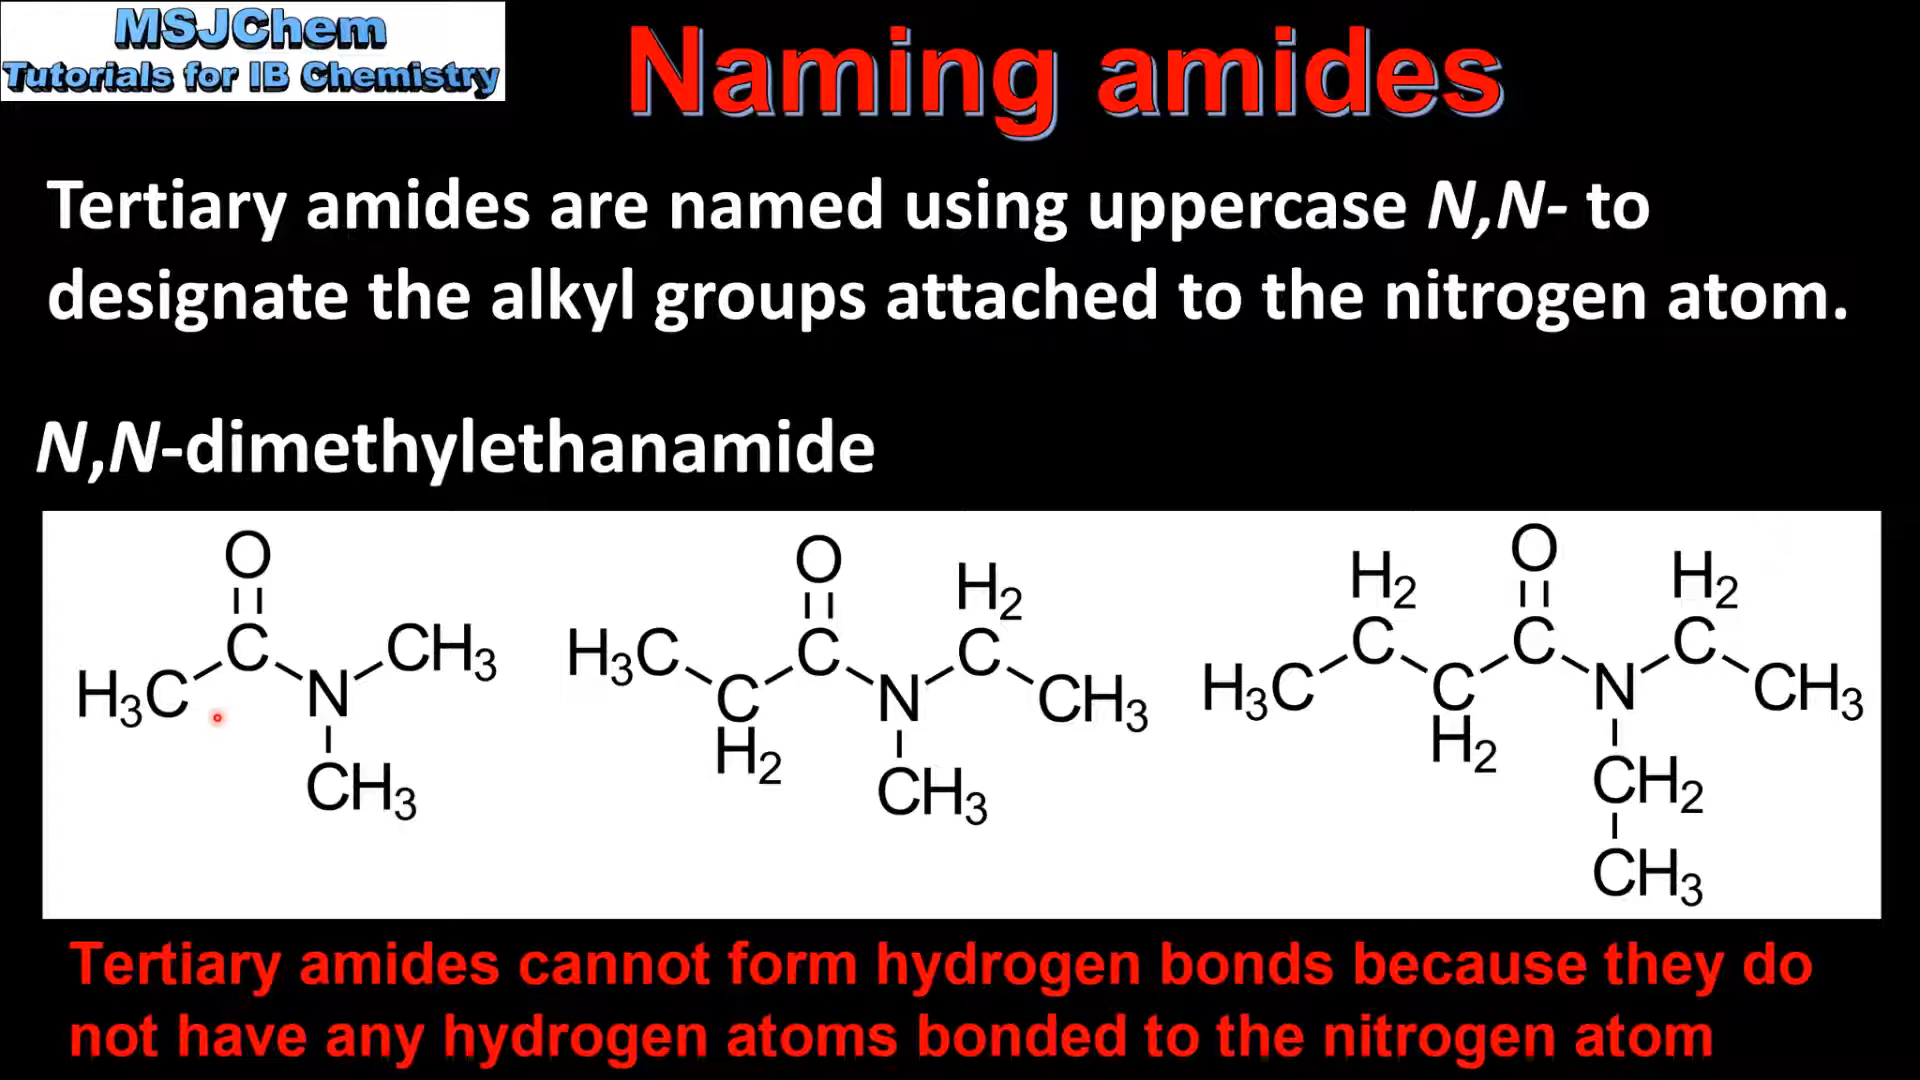 MSJChem
Tutorials for IB Chemistry
Naming amides
Tertiary amides are named using uppercase N,N- to
designate the alkyl groups attached to the nitrogen atom.
N,N-dimethylethanamide
O
C
H3C
N
CH3
CH3
O
H2
H3C
C
C
C
N
CH3
H2
CH3
O
H2
H2
C
C
C
H3C
C
N
CH3
H2
CH2
CH3
Tertiary amides cannot form hydrogen bonds because they do
not have any hydrogen atoms bonded to the nitrogen atom